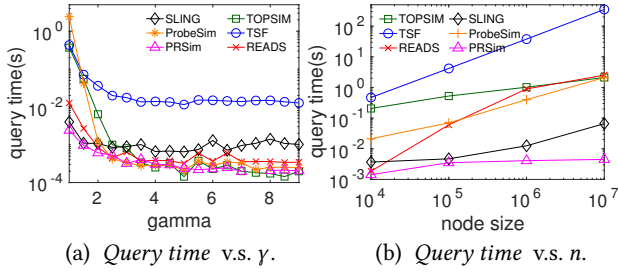 SLING TOPSIM
ProbeSim TSF
PRSim READS
query time(s)
10^0
10^-2
10^-4
2 4 6 8
gamma
(a) Query time v.s. γ.
TOPSIM SLING
TSF ProbeSim
READS PRSim
query time(s)
10^2
10^1
10^0
10^-1
10^-2
10^-3
10^4 10^5 10^6 10^7
node size
(b) Query time v.s. n.